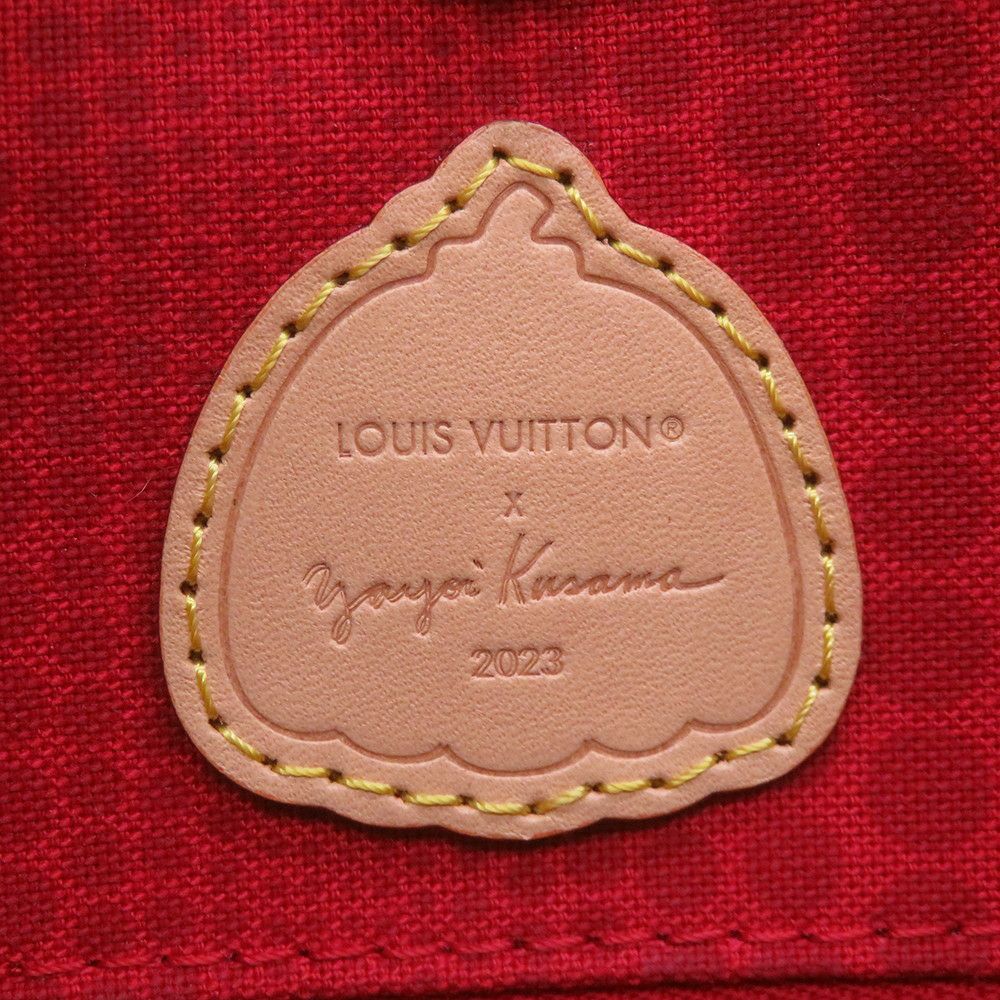 LOUIS VUITTON®
x
Yayoi Kusama
2023